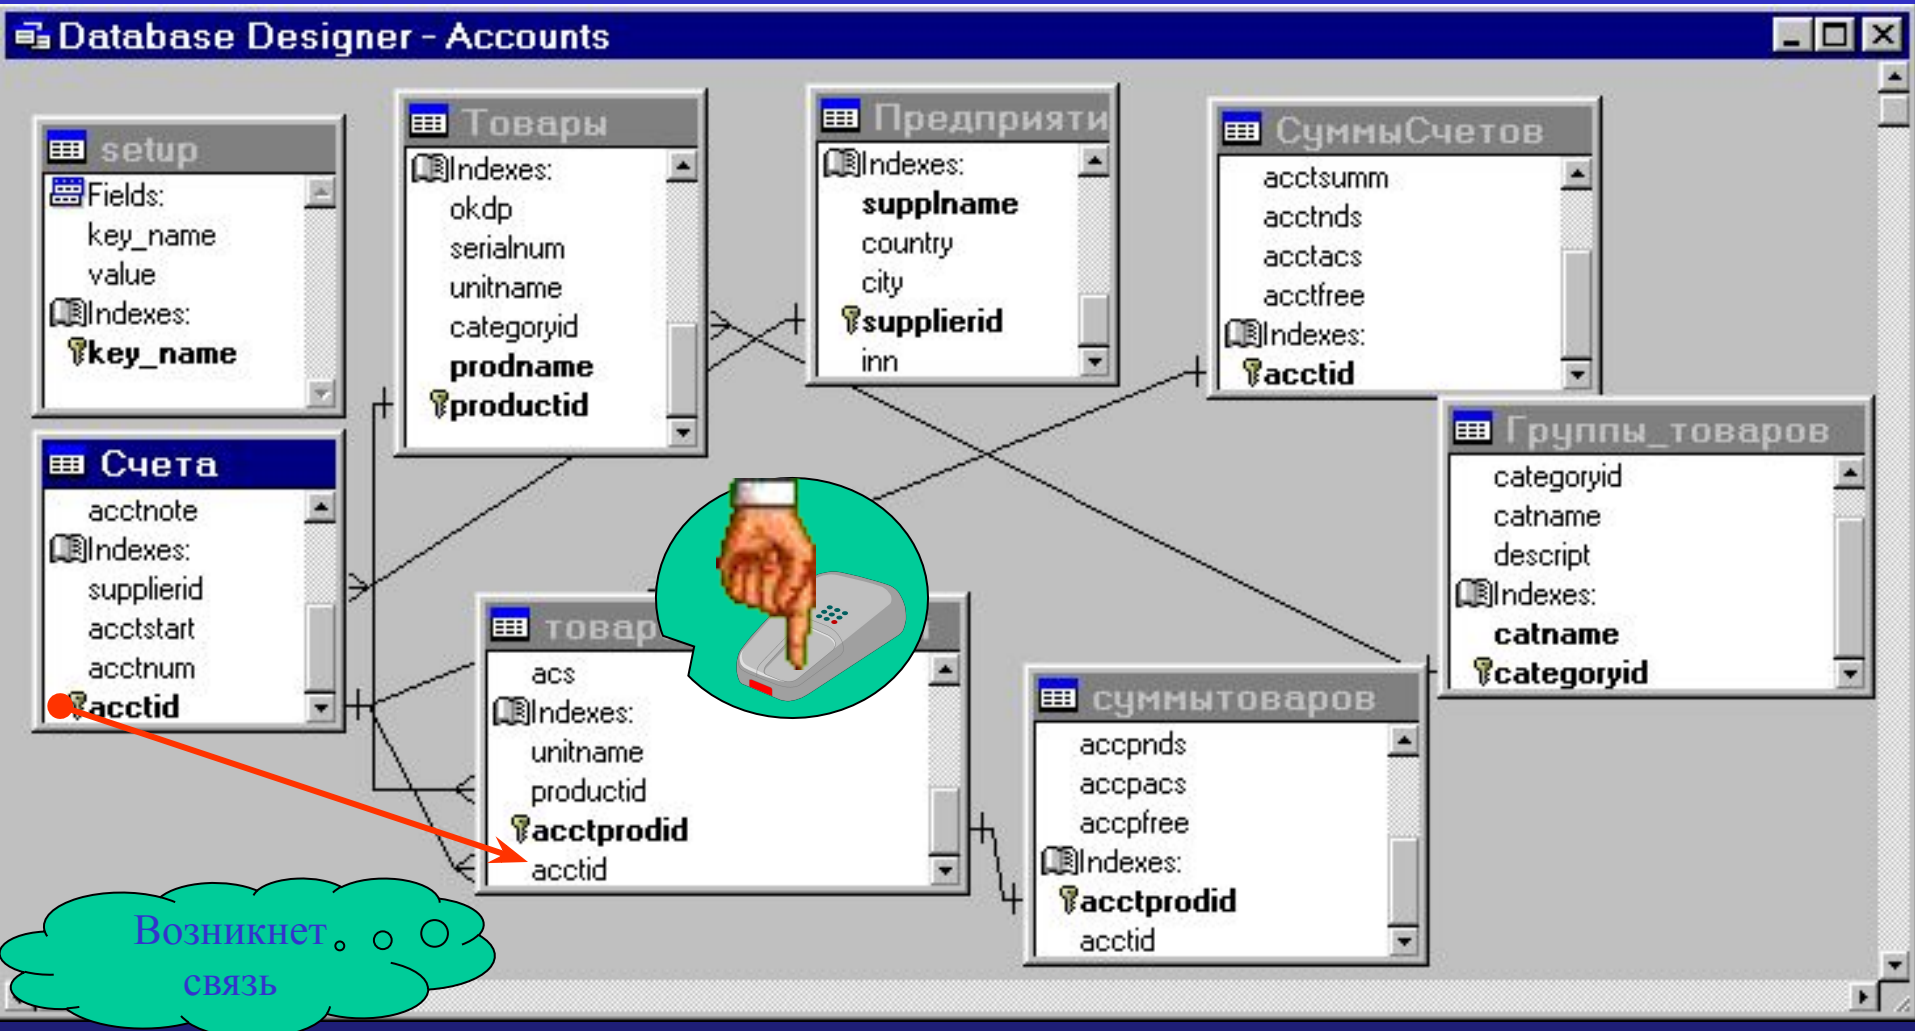 Database Designer - Accounts
setup
Fields:
key_name
value
Indexes:
key_name
Товары
Indexes:
okdp
serialnum
unitname
categoryid
prodname
productid
Предприяти
Indexes:
supplname
country
city
supplierid
inn
СуммыСчетов
acctsumm
acctnds
acctacs
acctfree
Indexes:
acctid
Группы_товаров
categoryid
catname
descript
Indexes:
catname
categoryid
Счета
acctnote
Indexes:
supplierid
acctstart
acctnum
acctid
товар
acs
Indexes:
unitname
productid
acctprodid
acctid
суммытоваров
accpnds
accpacs
accpfree
Indexes:
acctprodid
acctid
Возникнет
связь